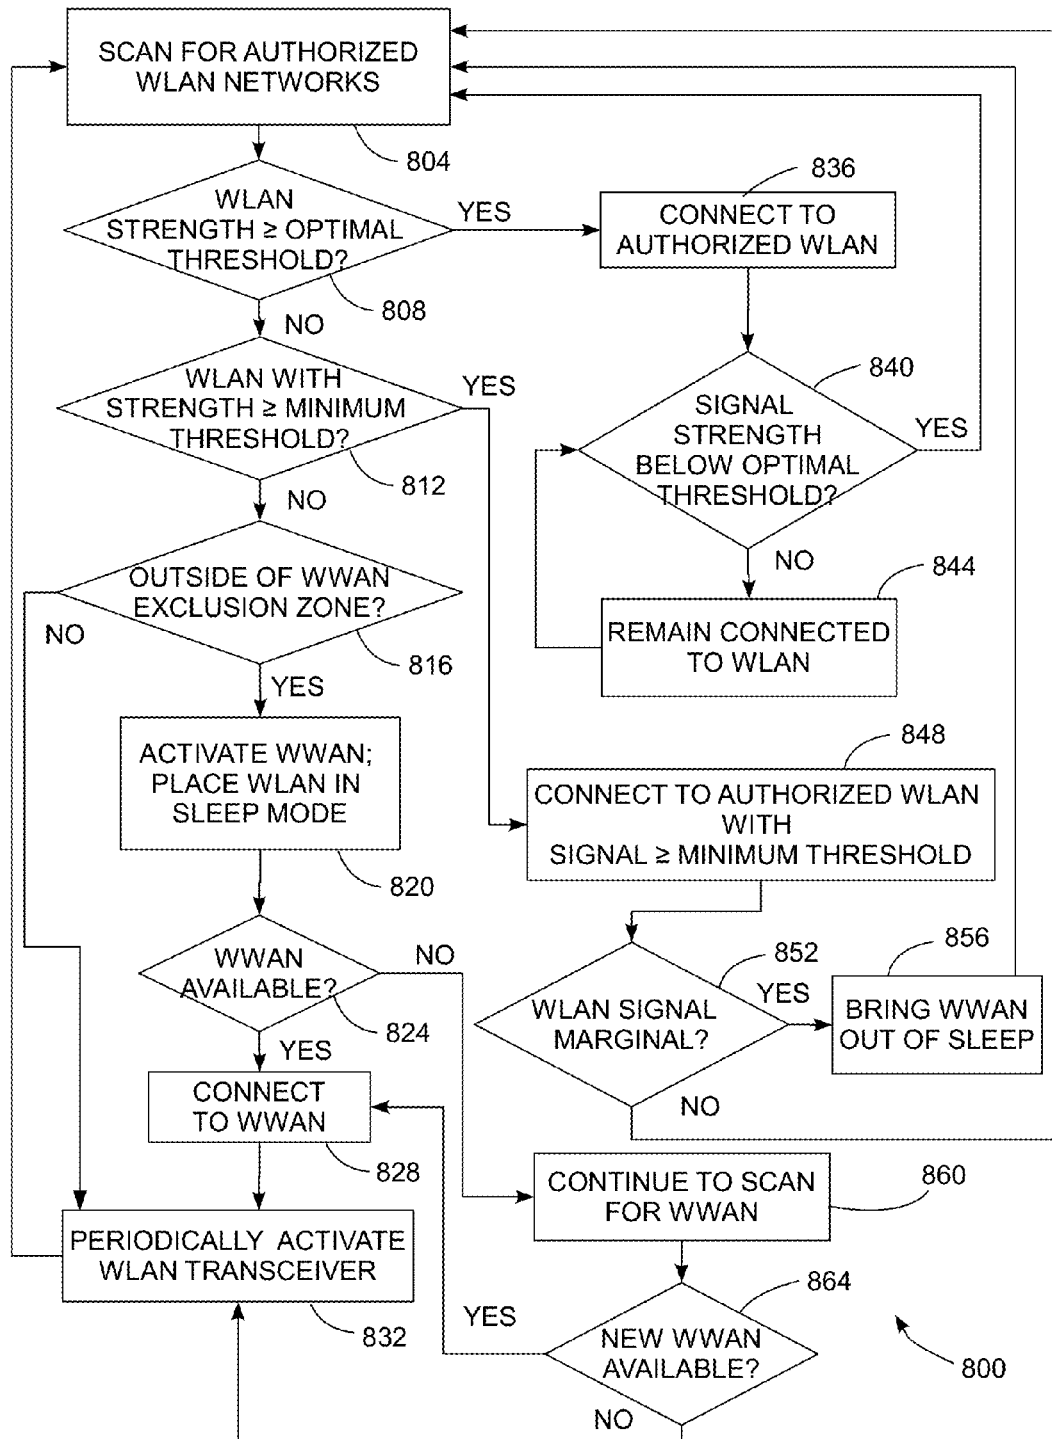 SCAN FOR AUTHORIZED
WLAN NETWORKS
804
WLAN
STRENGTH ≥ OPTIMAL
THRESHOLD?
808
YES
NO
836
CONNECT TO
AUTHORIZED WLAN
WLAN WITH
STRENGTH ≥ MINIMUM
THRESHOLD?
812
YES
NO
840
SIGNAL
STRENGTH
BELOW OPTIMAL
THRESHOLD?
YES
NO
OUTSIDE OF WWAN
EXCLUSION ZONE?
816
NO
YES
844
REMAIN CONNECTED
TO WLAN
ACTIVATE WWAN;
PLACE WLAN IN
SLEEP MODE
820
848
CONNECT TO AUTHORIZED WLAN
WITH
SIGNAL ≥ MINIMUM THRESHOLD
WWAN
AVAILABLE?
824
NO
YES
852
WLAN SIGNAL
MARGINAL?
YES
NO
856
BRING WWAN
OUT OF SLEEP
CONNECT
TO WWAN
828
860
CONTINUE TO SCAN
FOR WWAN
PERIODICALLY ACTIVATE
WLAN TRANSCEIVER
832
864
NEW WWAN
AVAILABLE?
YES
NO
800